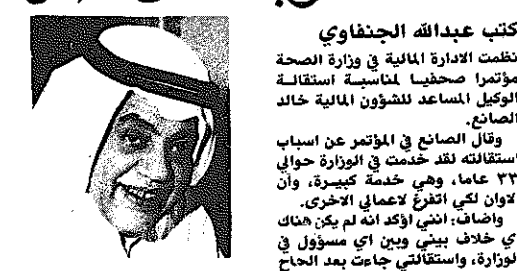 كتب عبدالله الجنفاوي
نظمت الادارة المالية في وزارة الصحة
مؤتمرا صحفيا لمناسبة استقالة
الوكيل المساعد للشؤون المالية خالد
الصانع.
وقال الصانع في المؤتمر عن اسباب
استقالته لقد خدمت في الوزارة حوالي
٣٣ عاما، وهي خدمة كبيرة، وأن
لاوان لكي اتفرغ لاعمالي الاخرى.
واضاف: انني اؤكد انه لم يكن هناك
ي خلاف بيني وبين اي مسؤول في
لوزارة، واستقالتي جاءت بعد الحاح